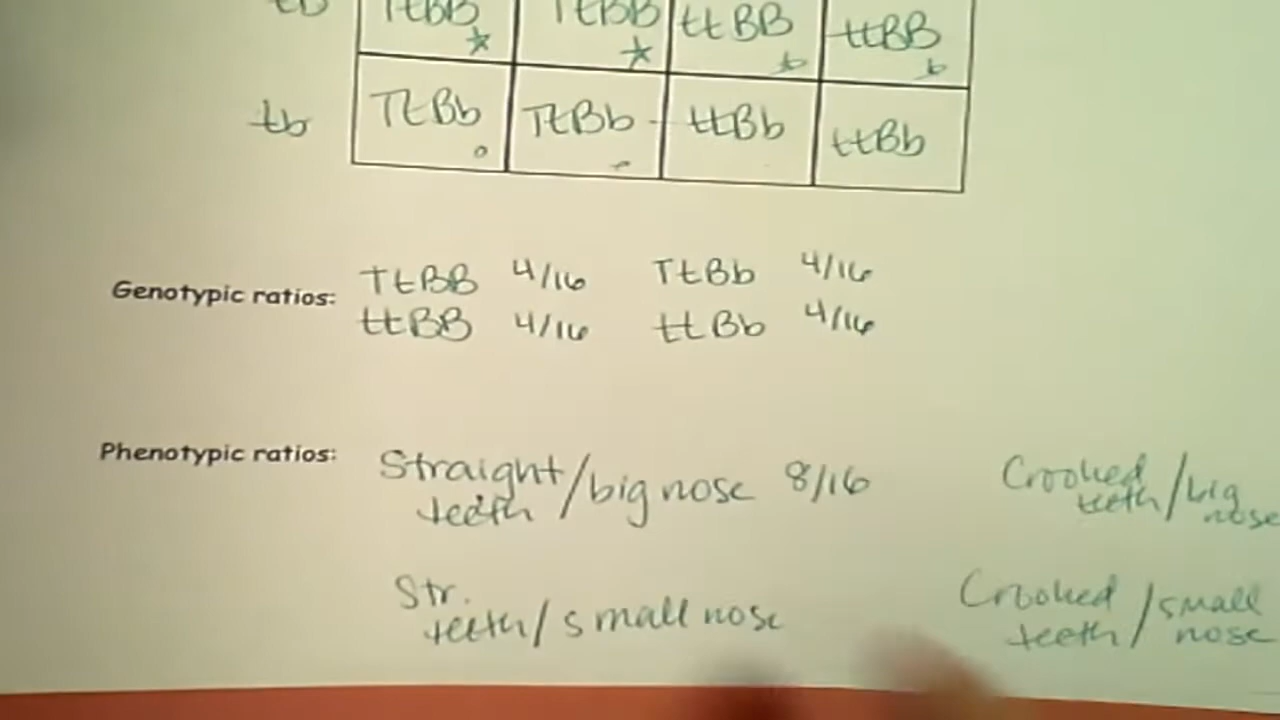 tB TtBB TtBB ttBB ttBB
tb TtBb TtBb ttBb ttBb
Genotypic ratios: TtBB 4/16 TtBb 4/16
ttBB 4/16 ttBb 4/16
Phenotypic ratios: Straight teeth/big nose 8/16 Crooked teeth/big nose
Str. teeth/small nose Crooked teeth/small nose